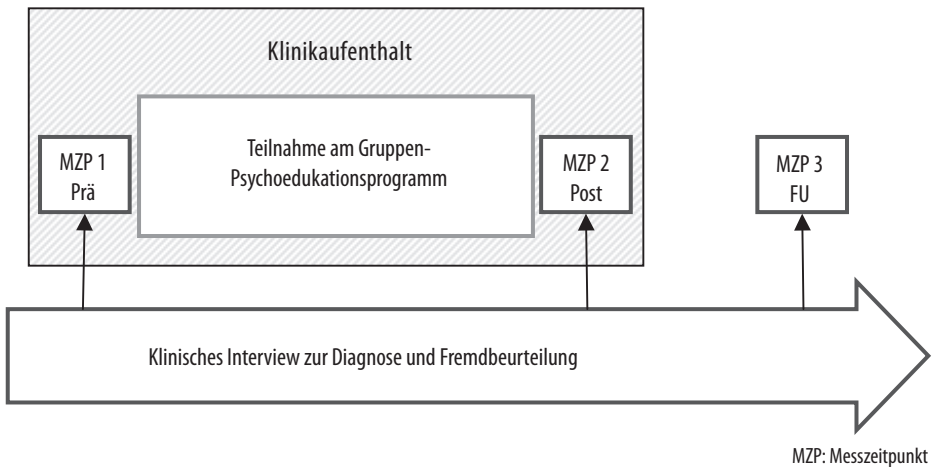 Klinikaufenthalt
MZP 1
Prä
Teilnahme am Gruppen-
Psychoedukationsprogramm
MZP 2
Post
MZP 3
FU
Klinisches Interview zur Diagnose und Fremdbeurteilung
MZP: Messzeitpunkt